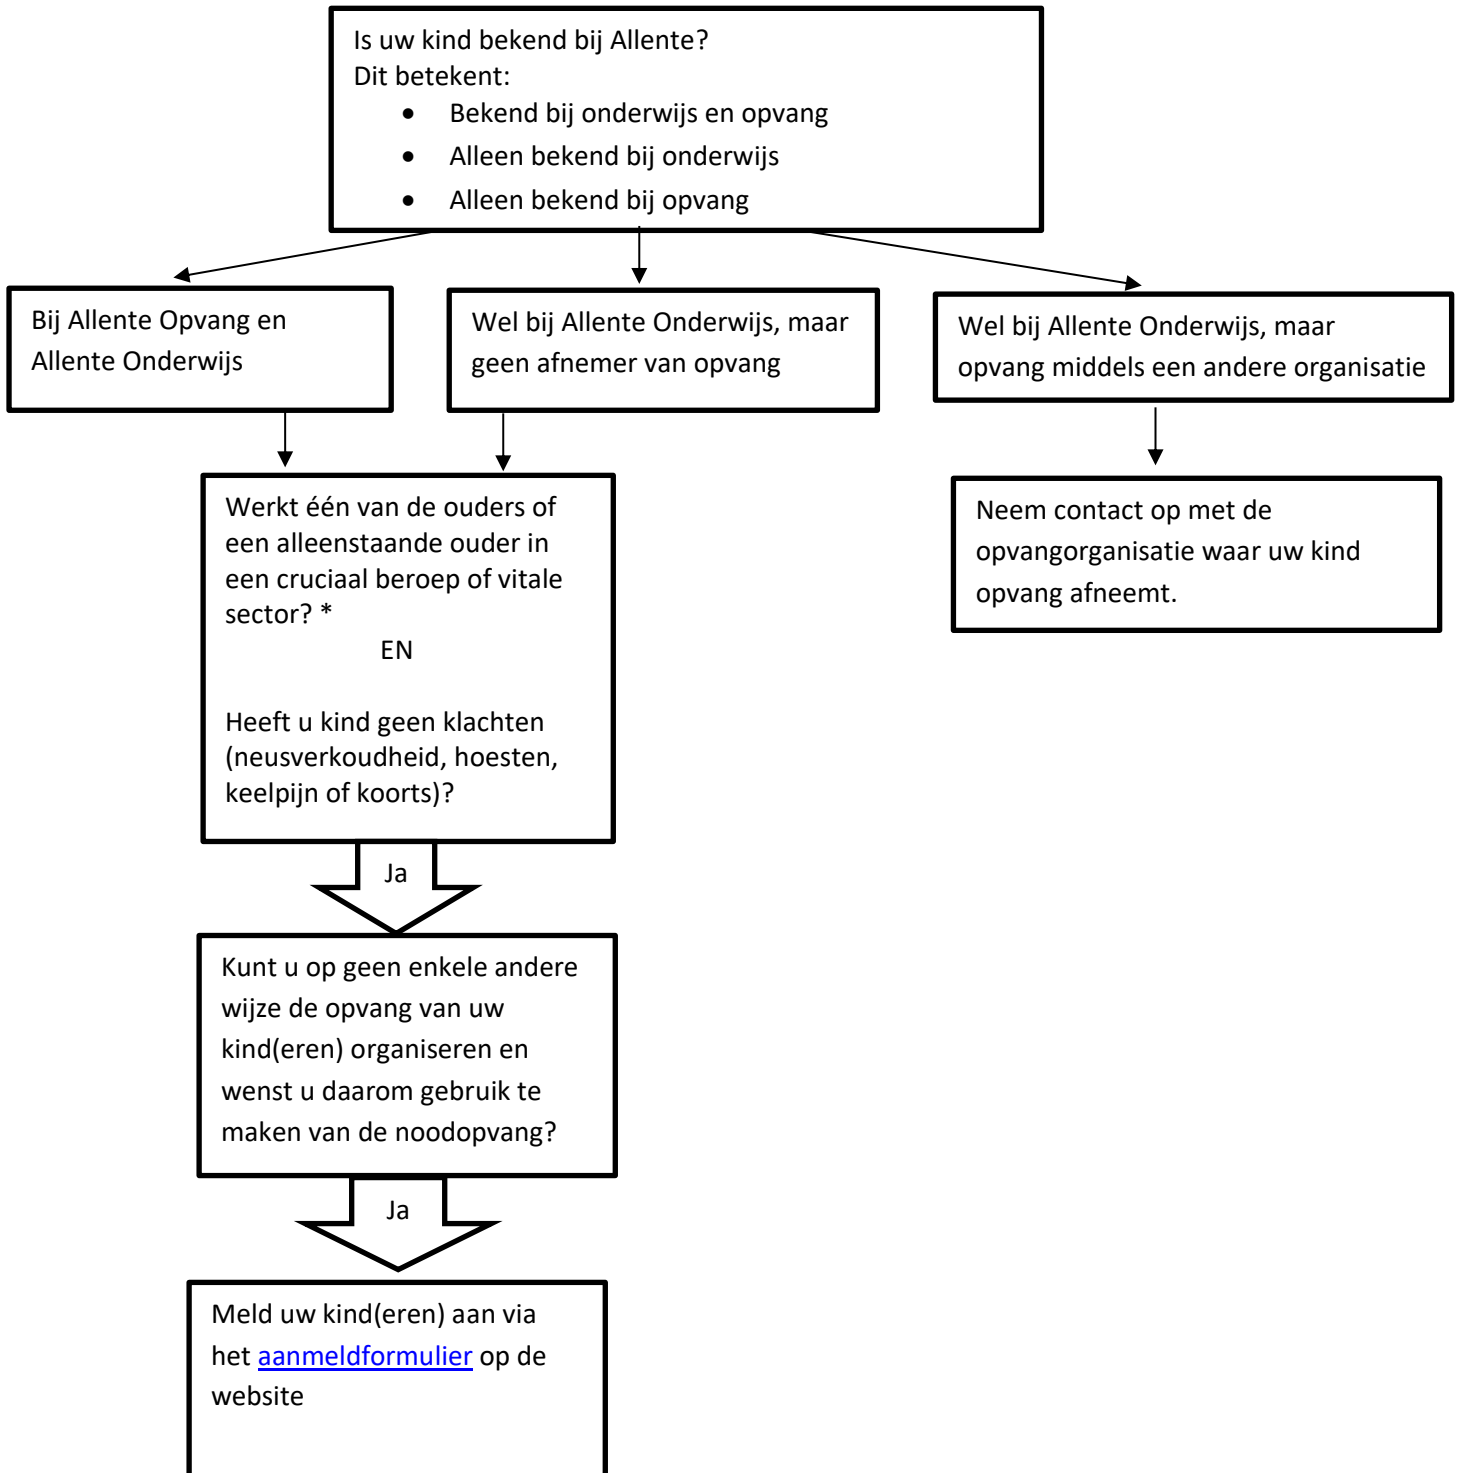 Is uw kind bekend bij Allente?
Dit betekent:
• Bekend bij onderwijs en opvang
• Alleen bekend bij onderwijs
• Alleen bekend bij opvang
Bij Allente Opvang en
Allente Onderwijs
Wel bij Allente Onderwijs, maar
geen afnemer van opvang
Wel bij Allente Onderwijs, maar
opvang middels een andere organisatie
Werkt één van de ouders of
een alleenstaande ouder in
een cruciaal beroep of vitale
sector? *
EN
Heeft u kind geen klachten
(neusverkoudheid, hoesten,
keelpijn of koorts)?
Neem contact op met de
opvangorganisatie waar uw kind
opvang afneemt.
Ja
Kunt u op geen enkele andere
wijze de opvang van uw
kind(eren) organiseren en
wenst u daarom gebruik te
maken van de noodopvang?
Ja
Meld uw kind(eren) aan via
het aanmeldformulier op de
website